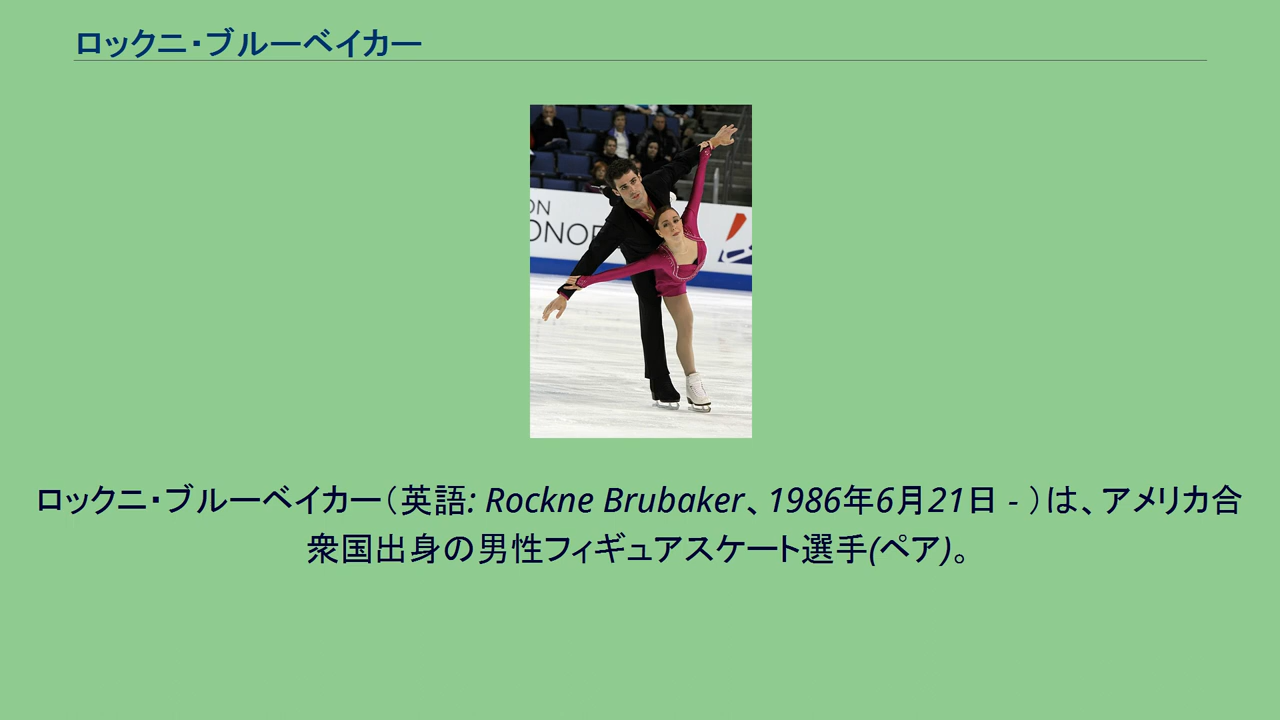 ロックニ・ブルーベイカー
ON
ONOR
ロックニ・ブルーベイカー（英語: Rockne Brubaker、1986年6月21日 - ）は、アメリカ合
衆国出身の男性フィギュアスケート選手(ペア)。